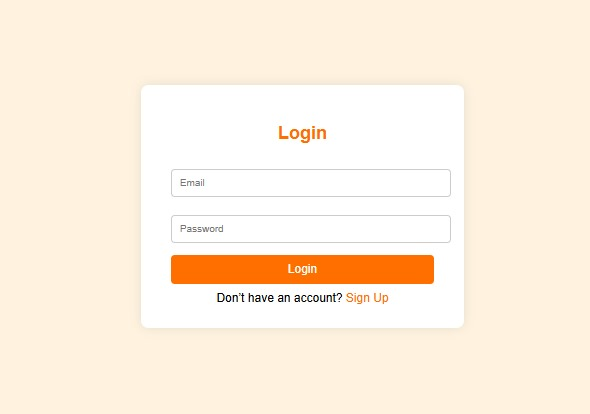 Login
Email
Password
Login
Don't have an account? Sign Up